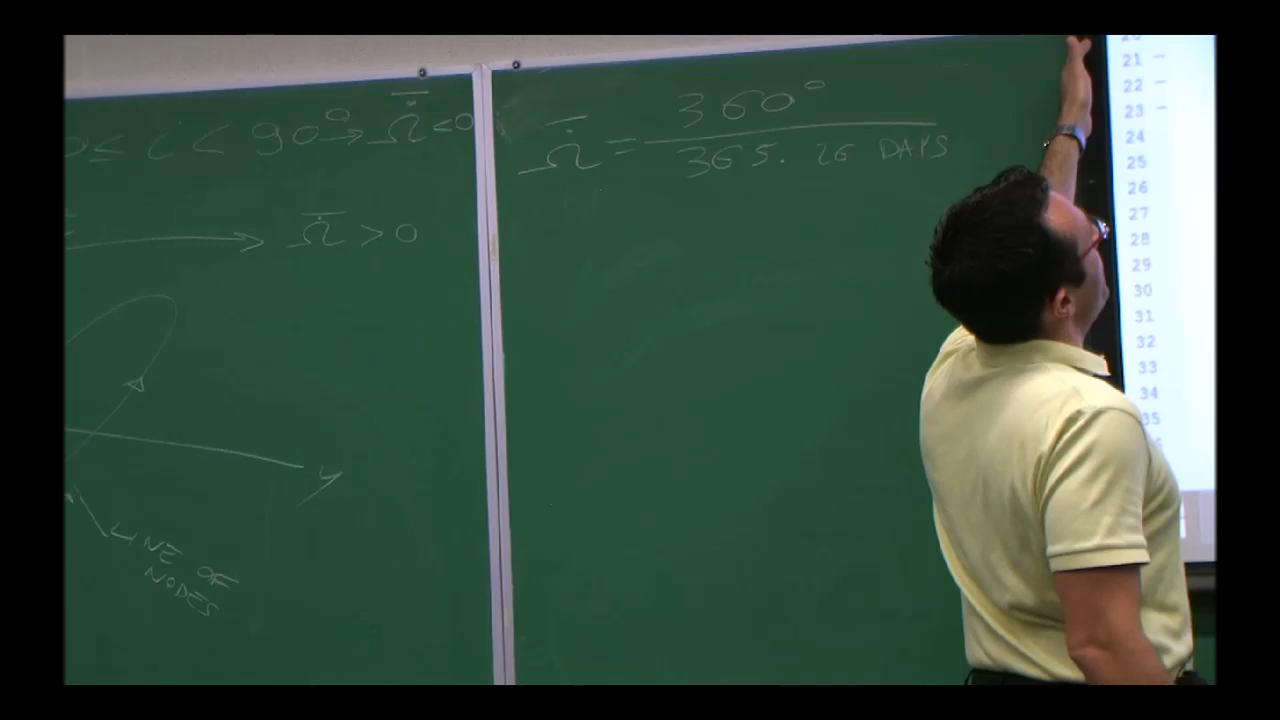 0 ≤ i < 90° → Ω̇̄ < 0
→ Ω̇̄ > 0
y
LINE OF
NODES
Ω̇̄ = 360° / 365.26 DAYS
21
22
23
24
25
26
27
28
29
30
31
32
33
34
35